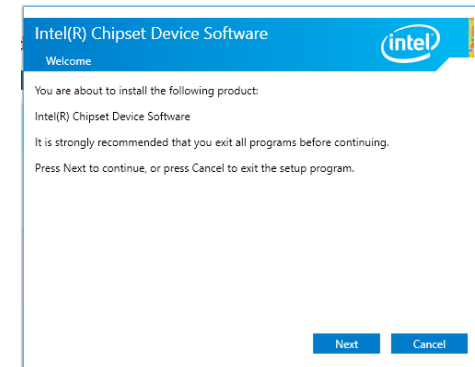 Intel(R) Chipset Device Software
intel
Welcome
You are about to install the following product:
Intel(R) Chipset Device Software
It is strongly recommended that you exit all programs before continuing.
Press Next to continue, or press Cancel to exit the setup program.
Next
Cancel